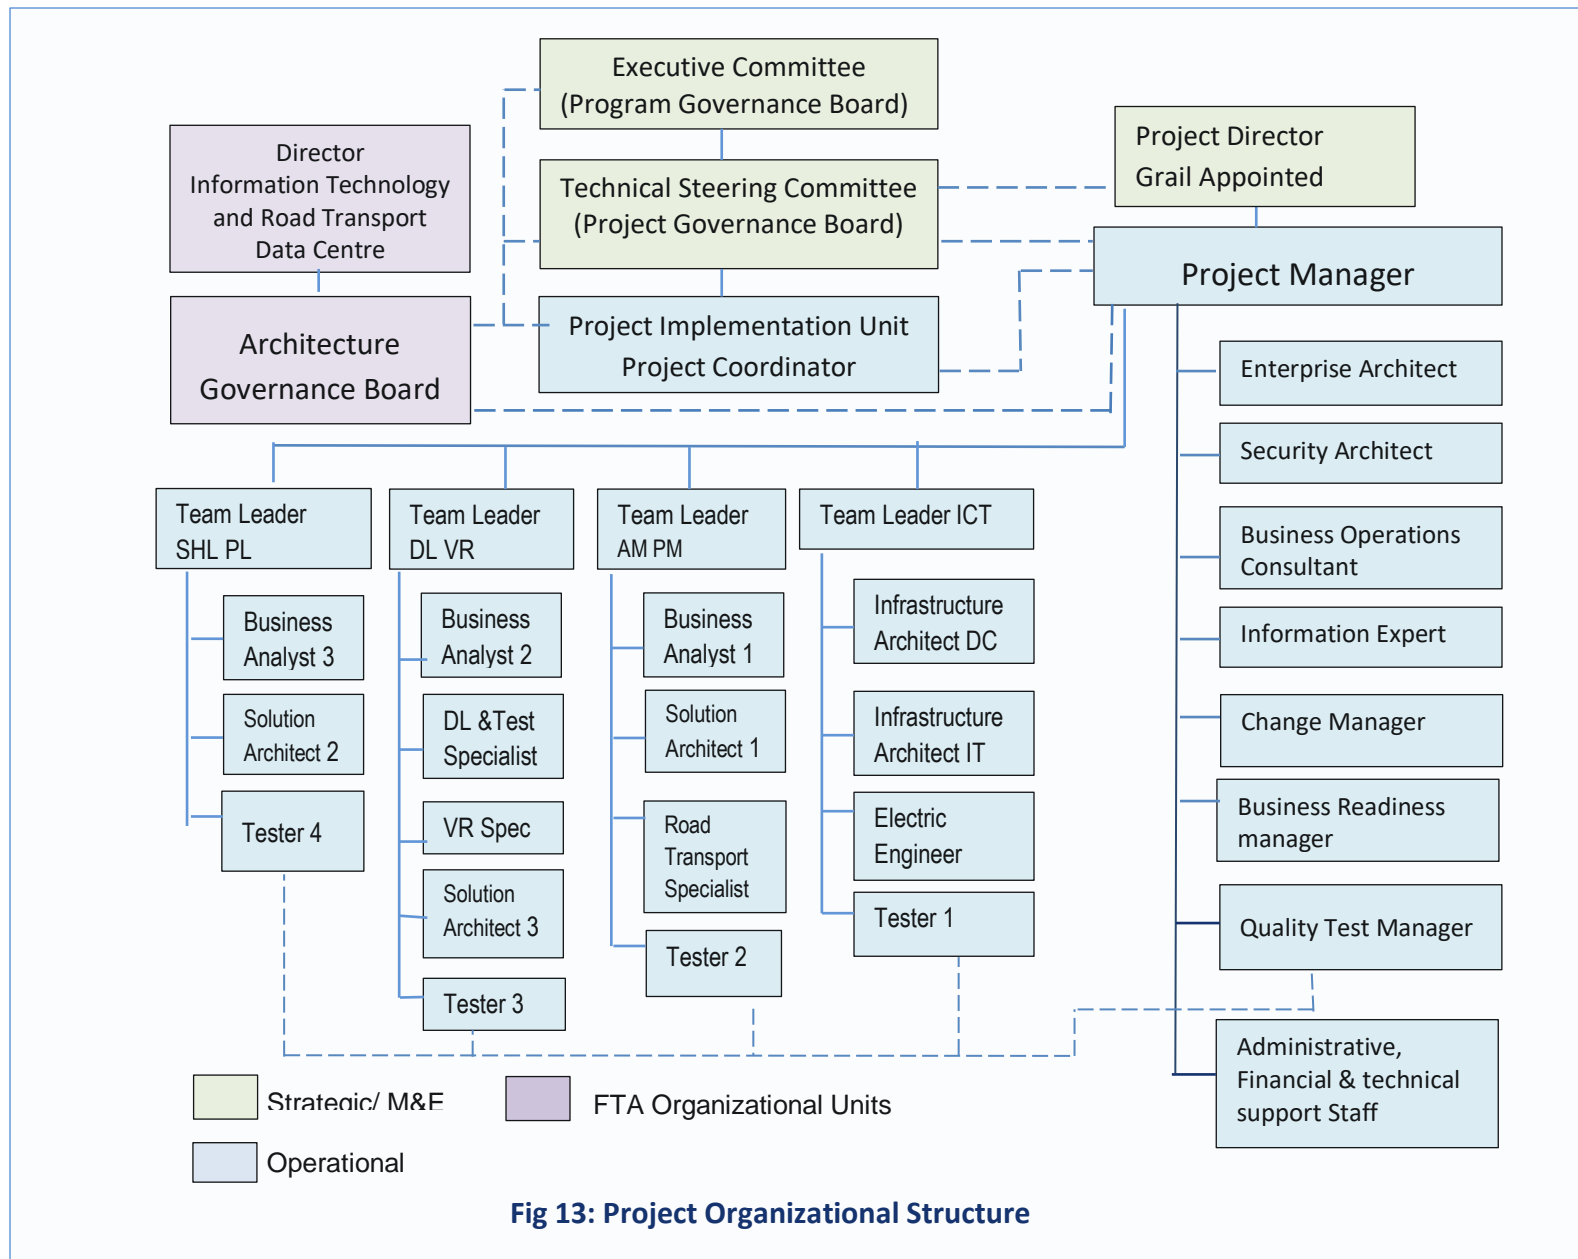 Executive Committee
(Program Governance Board)
Director
Information Technology
and Road Transport
Data Centre
Technical Steering Committee
(Project Governance Board)
Project Director
Grail Appointed
Project Manager
Architecture
Governance Board
Project Implementation Unit
Project Coordinator
Team Leader
SHL PL
Business
Analyst 3
Solution
Architect 2
Tester 4
Team Leader
DL VR
Business
Analyst 2
DL &Test
Specialist
VR Spec
Solution
Architect 3
Tester 3
Team Leader
AM PM
Business
Analyst 1
Solution
Architect 1
Road
Transport
Specialist
Tester 2
Team Leader ICT
Infrastructure
Architect DC
Infrastructure
Architect IT
Electric
Engineer
Tester 1
Enterprise Architect
Security Architect
Business Operations
Consultant
Information Expert
Change Manager
Business Readiness
manager
Quality Test Manager
Administrative,
Financial & technical
support Staff
Strategic/ M&E
FTA Organizational Units
Operational
Fig 13: Project Organizational Structure